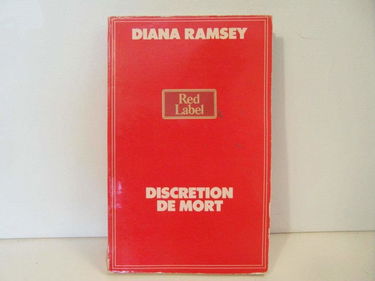 DIANA RAMSEY
Red
Label
DISCRETION
DE MORT